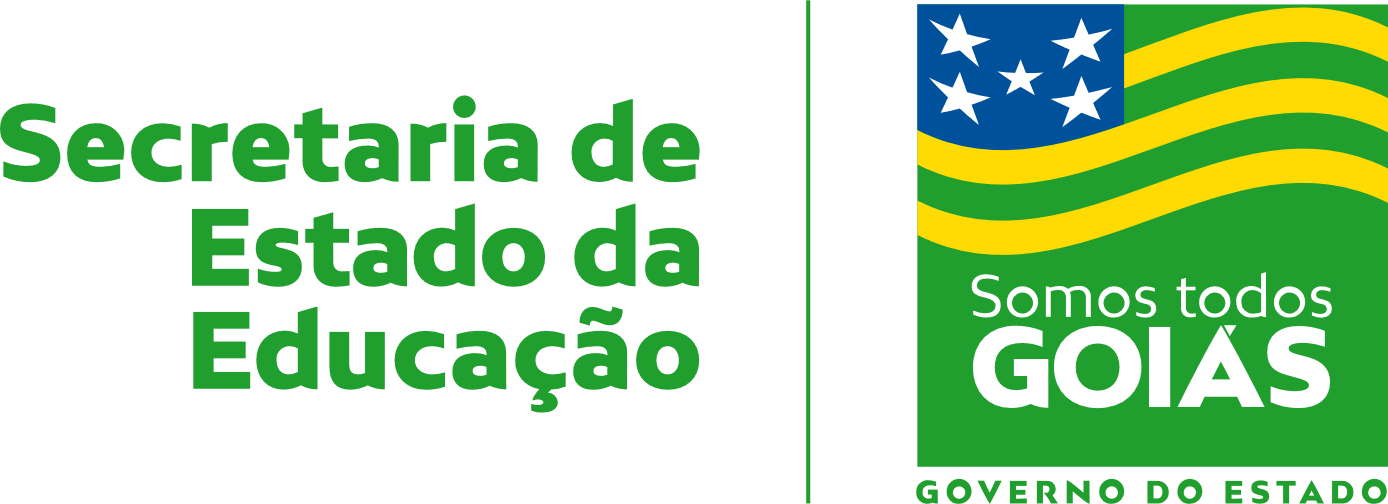 Secretaria de
Estado da
Educação
Somos todos
GOIÁS
GOVERNO DO ESTADO